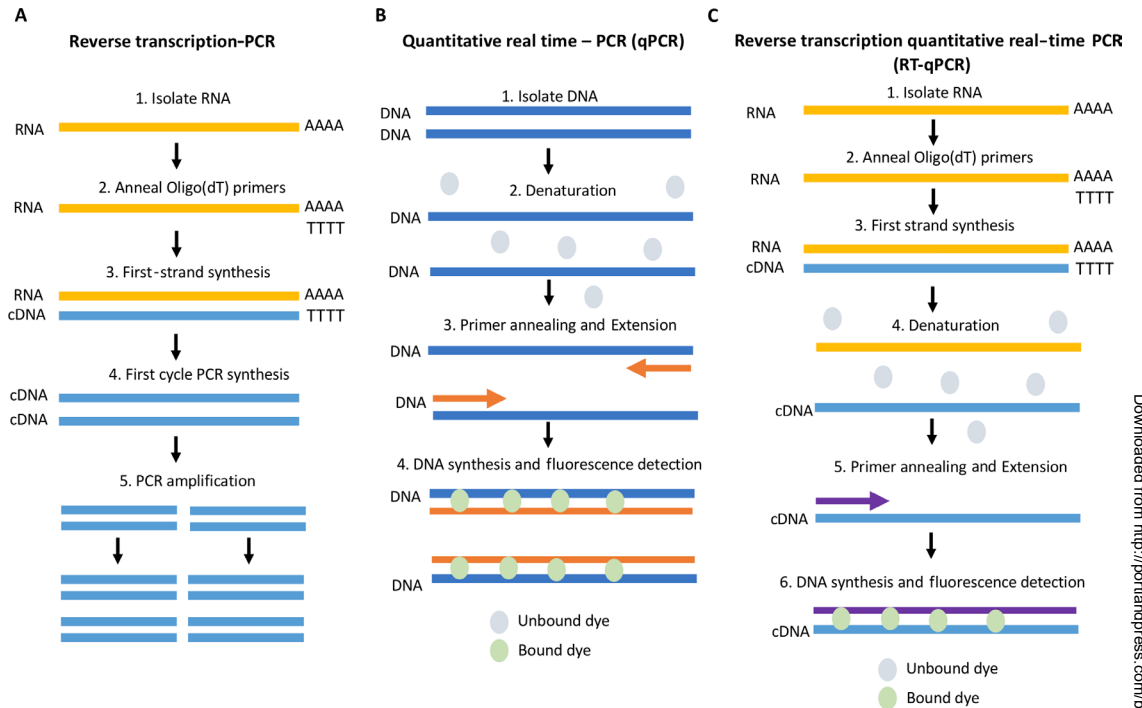 A
Reverse transcription–PCR
1. Isolate RNA
RNA
AAAA
2. Anneal Oligo(dT) primers
RNA
AAAA
TTTT
3. First-strand synthesis
RNA
AAAA
cDNA
TTTT
4. First cycle PCR synthesis
cDNA
cDNA
5. PCR amplification
B
Quantitative real time – PCR (qPCR)
1. Isolate DNA
DNA
DNA
2. Denaturation
DNA
DNA
3. Primer annealing and Extension
DNA
DNA
4. DNA synthesis and fluorescence detection
DNA
DNA
Unbound dye
Bound dye
C
Reverse transcription quantitative real–time PCR
(RT-qPCR)
1. Isolate RNA
RNA
AAAA
2. Anneal Oligo(dT) primers
RNA
AAAA
TTTT
3. First strand synthesis
RNA
AAAA
cDNA
TTTT
4. Denaturation
cDNA
5. Primer annealing and Extension
cDNA
6. DNA synthesis and fluorescence detection
cDNA
Unbound dye
Bound dye
Downloaded from http://portlandpress.com/b